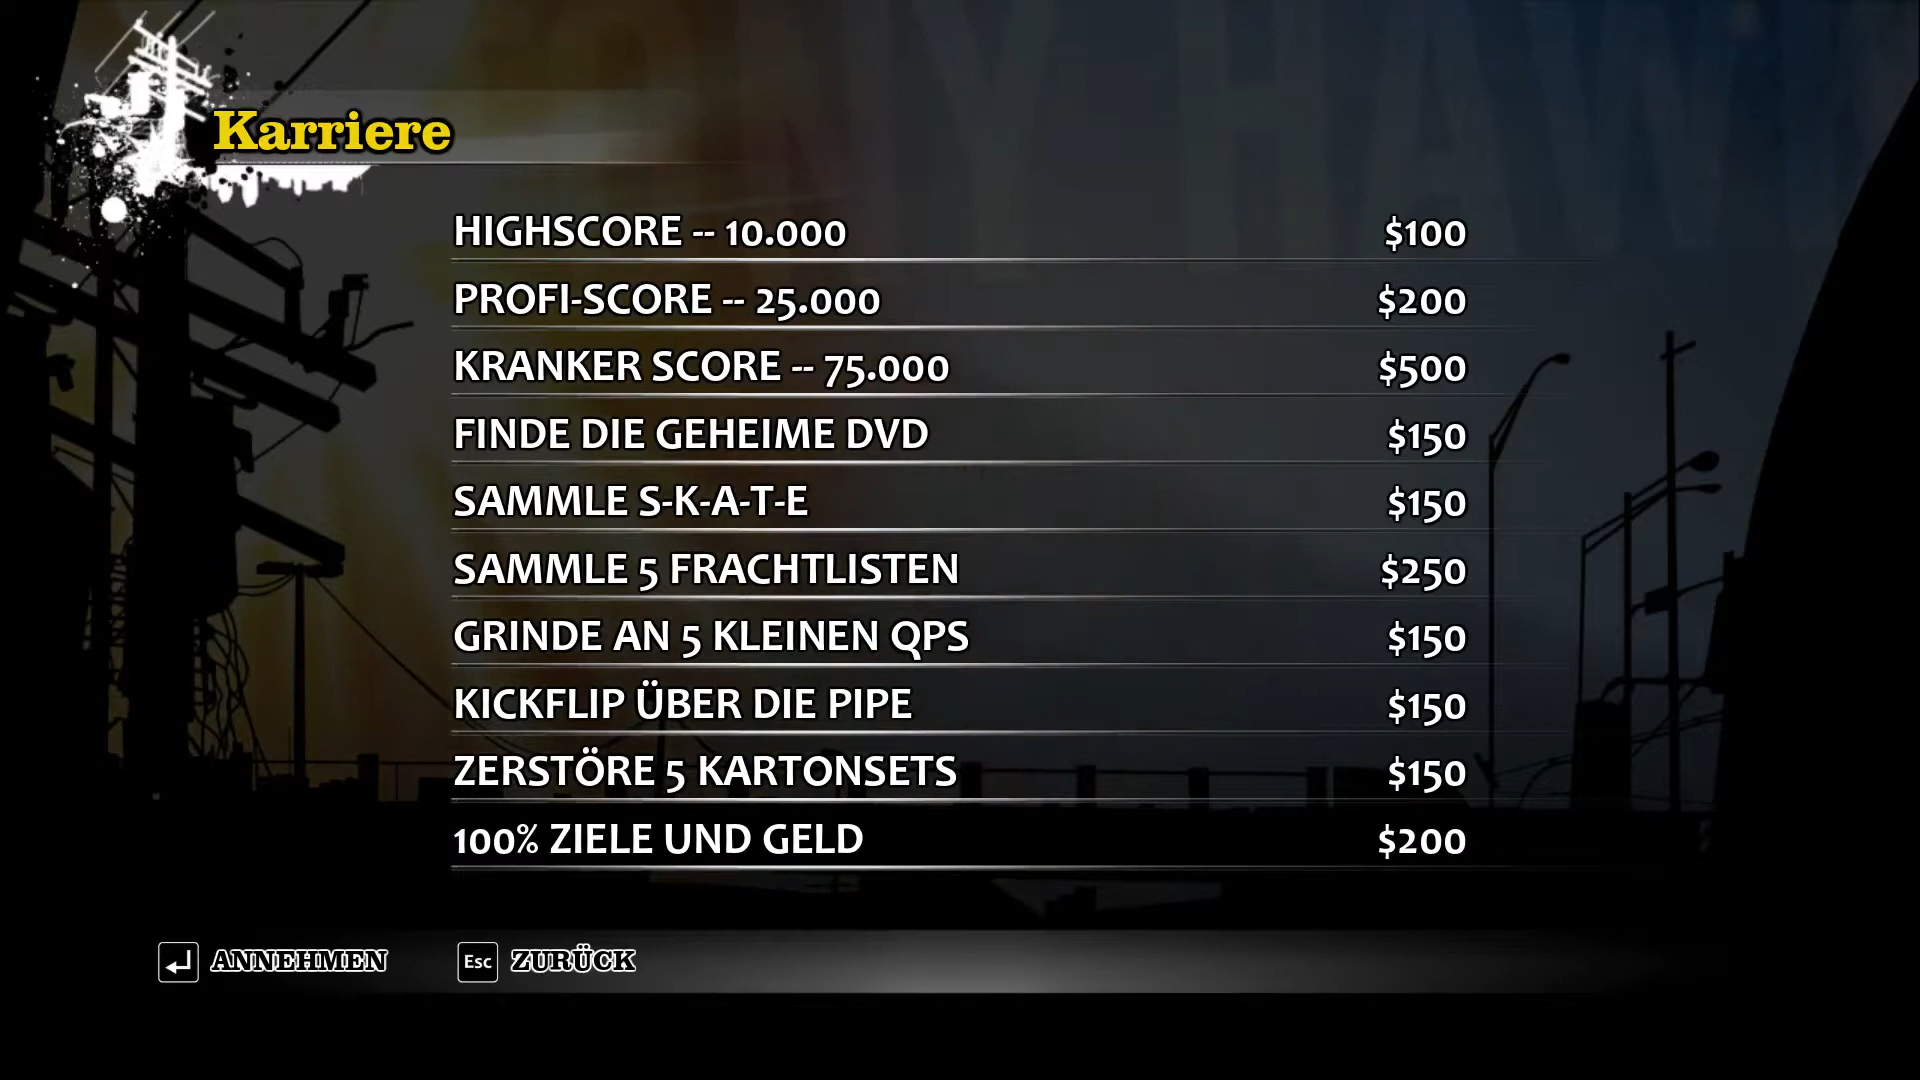 Karriere
HIGHSCORE -- 10.000 $100
PROFI-SCORE -- 25.000 $200
KRANKER SCORE -- 75.000 $500
FINDE DIE GEHEIME DVD $150
SAMMLE S-K-A-T-E $150
SAMMLE 5 FRACHTLISTEN $250
GRINDE AN 5 KLEINEN QPS $150
KICKFLIP ÜBER DIE PIPE $150
ZERSTÖRE 5 KARTONSETS $150
100% ZIELE UND GELD $200
ANNEHMEN Esc ZURÜCK